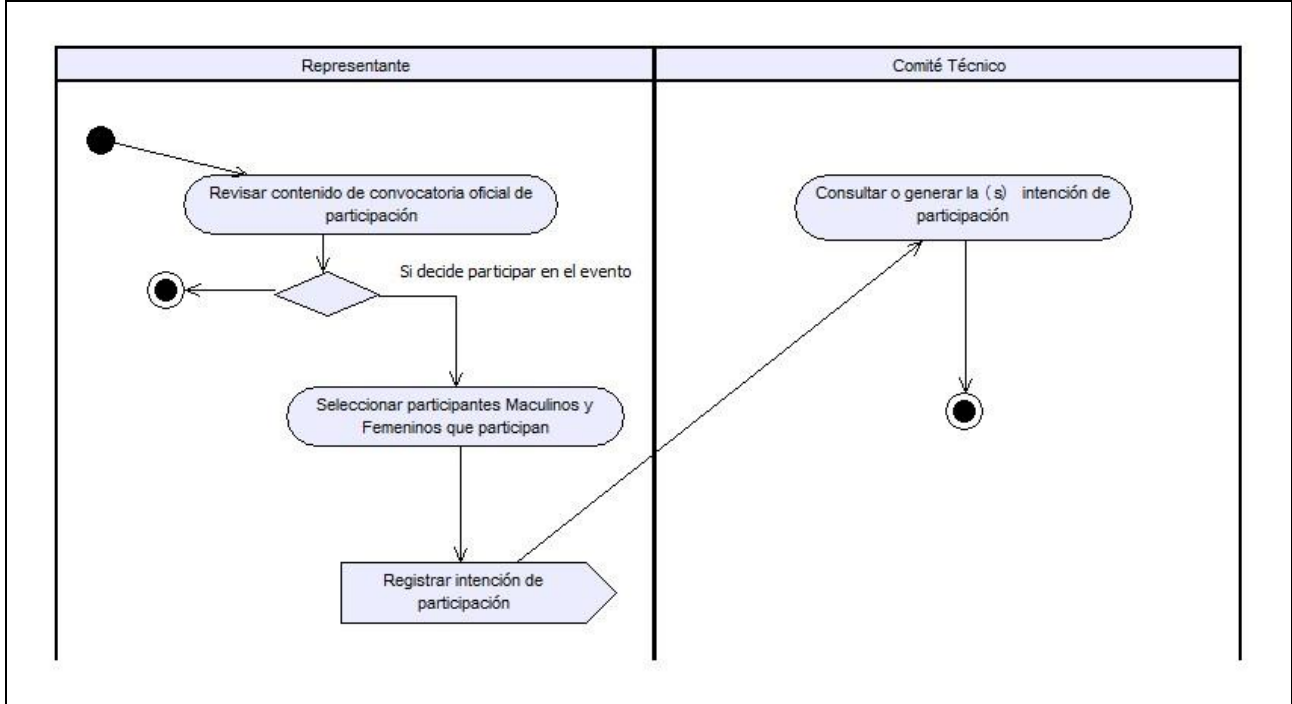 Representante
Comité Técnico
Revisar contenido de convocatoria oficial de
participación
Consultar o generar la (s) intención de
participación
Si decide participar en el evento
Seleccionar participantes Maculinos y
Femeninos que participan
Registrar intención de
participación